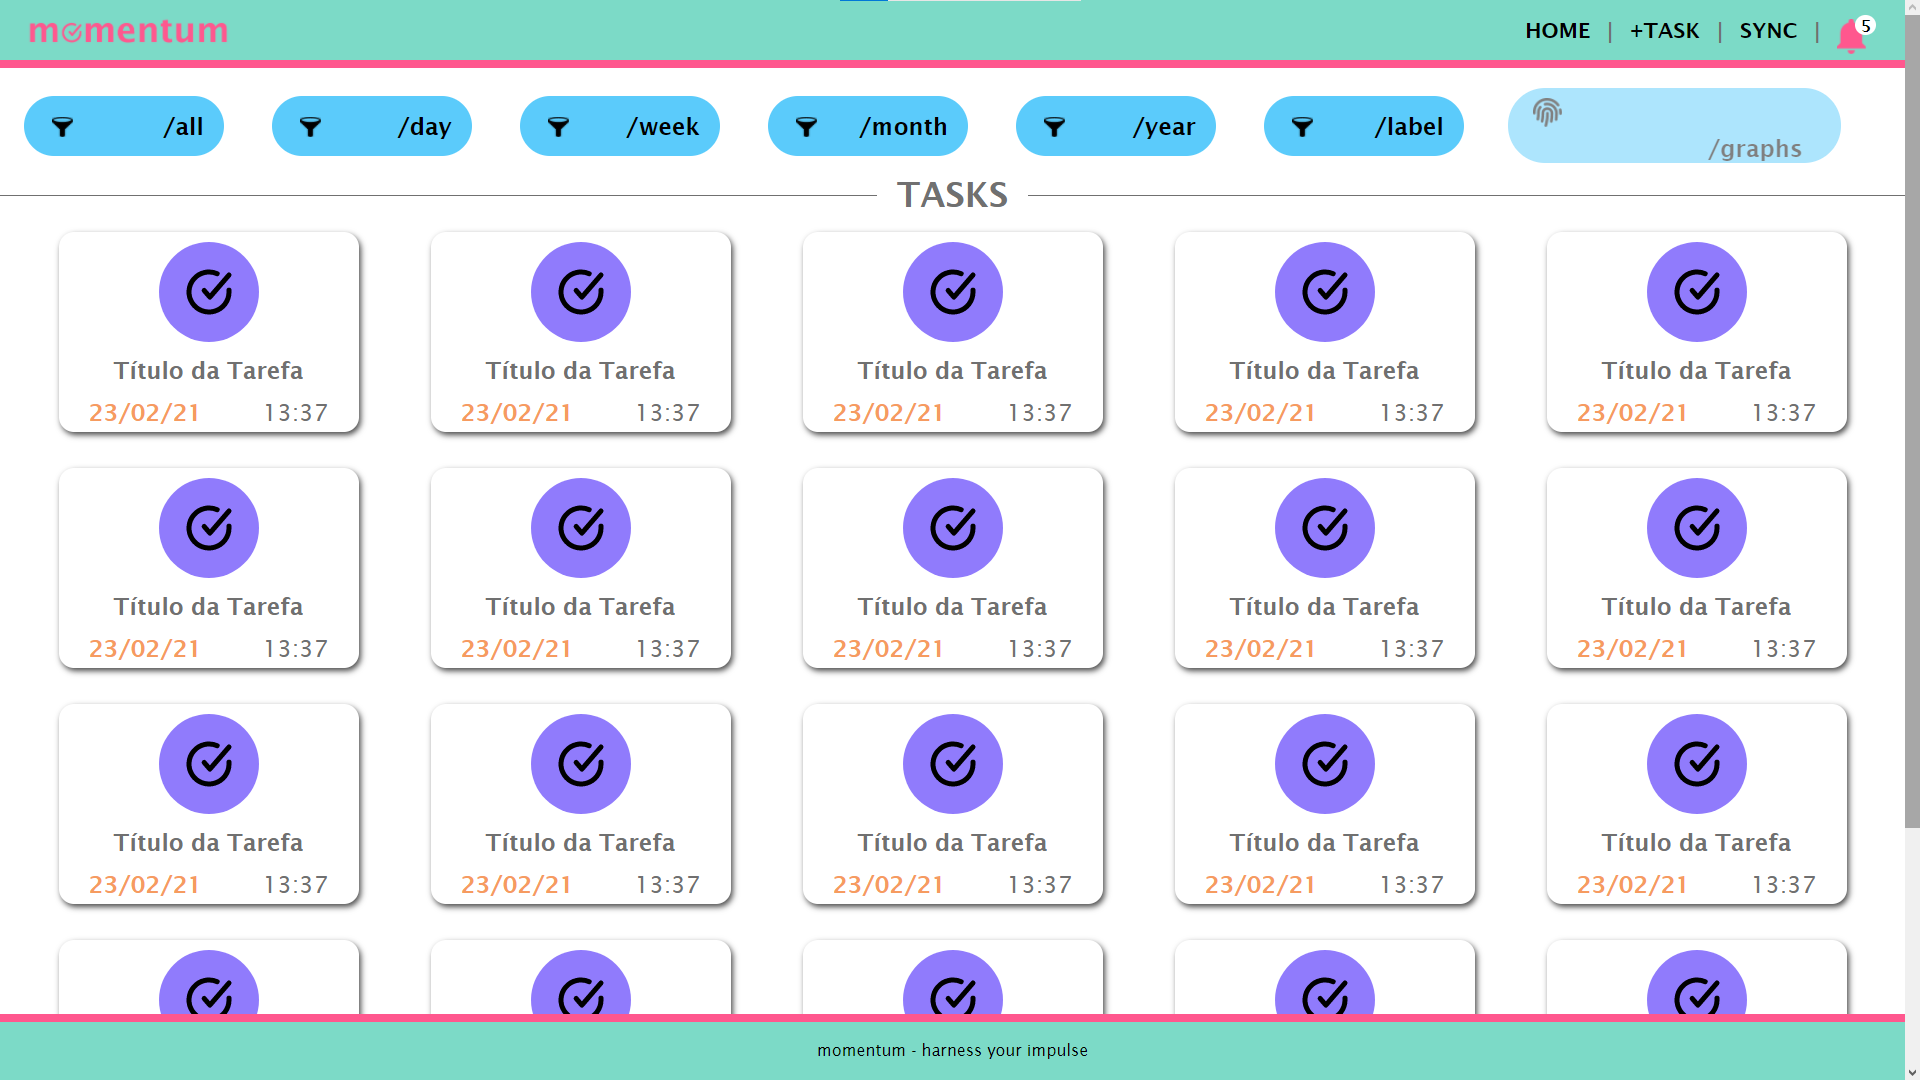 momentum
HOME | +TASK | SYNC | 5
/all /day /week /month /year /label /graphs
TASKS
Título da Tarefa Título da Tarefa Título da Tarefa Título da Tarefa Título da Tarefa
23/02/21 13:37 23/02/21 13:37 23/02/21 13:37 23/02/21 13:37 23/02/21 13:37
Título da Tarefa Título da Tarefa Título da Tarefa Título da Tarefa Título da Tarefa
23/02/21 13:37 23/02/21 13:37 23/02/21 13:37 23/02/21 13:37 23/02/21 13:37
Título da Tarefa Título da Tarefa Título da Tarefa Título da Tarefa Título da Tarefa
23/02/21 13:37 23/02/21 13:37 23/02/21 13:37 23/02/21 13:37 23/02/21 13:37
momentum - harness your impulse